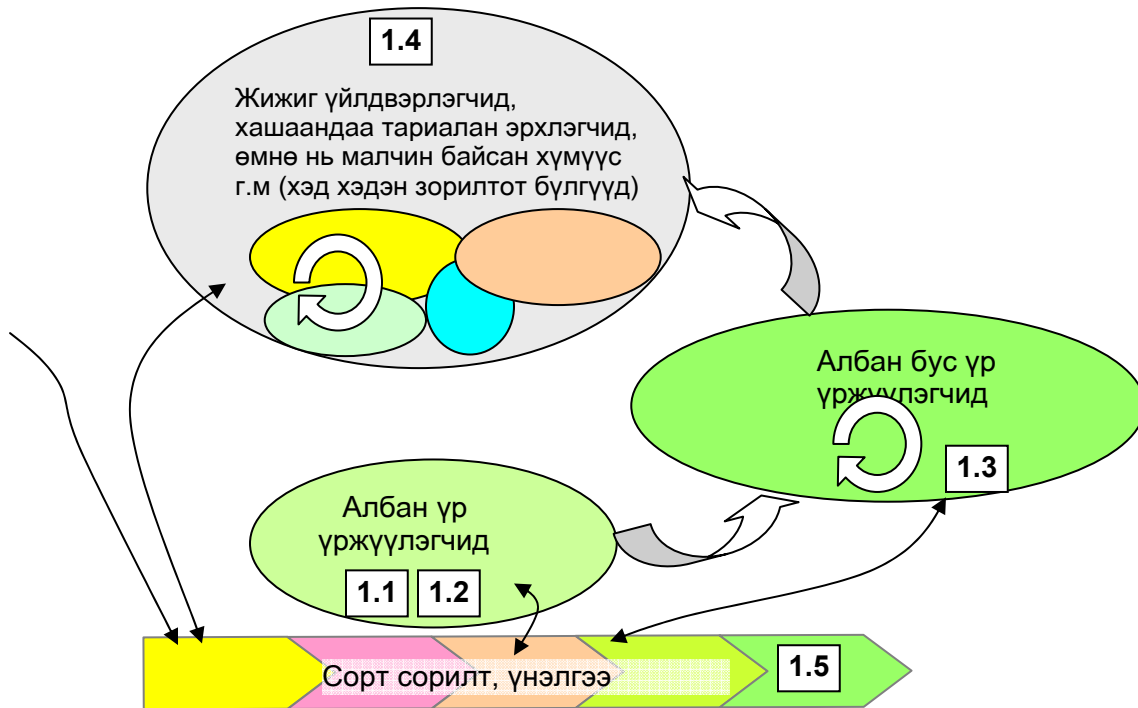 1.4
Жижиг үйлдвэрлэгчид,
хашаандаа тариалан эрхлэгчид,
өмнө нь малчин байсан хүмүүс
г.м (хэд хэдэн зорилтот бүлгүүд)
Албан бус үр
үржүүлэгчид
1.3
Албан үр
үржүүлэгчид
1.1 1.2
Сорт сорилт, үнэлгээ
1.5